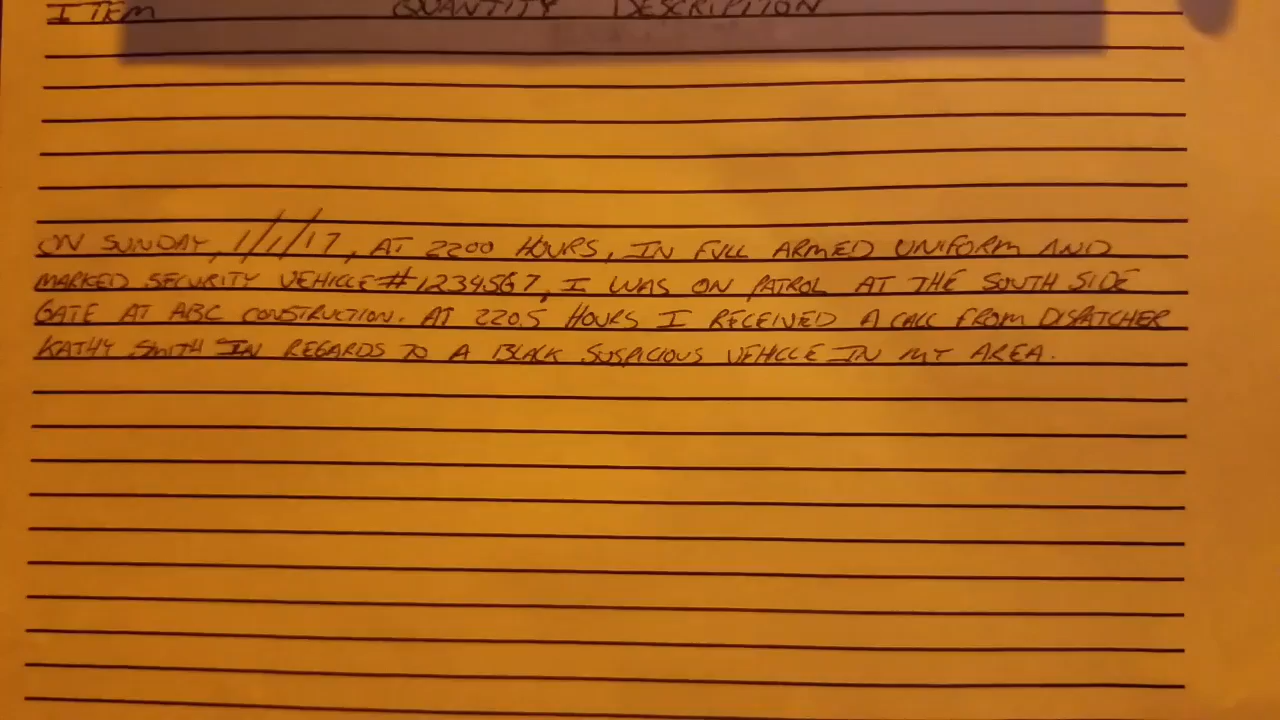 ITEM QUANTITY DESCRIPTION
ON SUNDAY, 1/1/17, AT 2200 HOURS, IN FULL ARMED UNIFORM AND
MARKED SECURITY VEHICLE #1234567, I WAS ON PATROL AT THE SOUTH SIDE
GATE AT ABC CONSTRUCTION. AT 2205 HOURS I RECEIVED A CALL FROM DISPATCHER
KATHY SMITH IN REGARDS TO A BLACK SUSPICIOUS VEHICLE IN MY AREA.